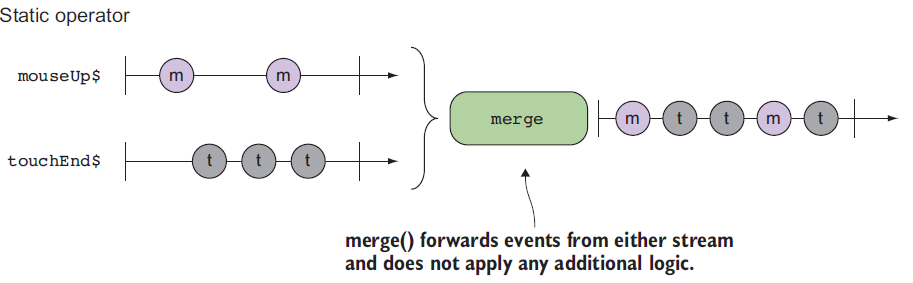 Static operator
mouseUp$ m m
touchEnd$ t t t
merge
m t t m t
merge() forwards events from either stream
and does not apply any additional logic.